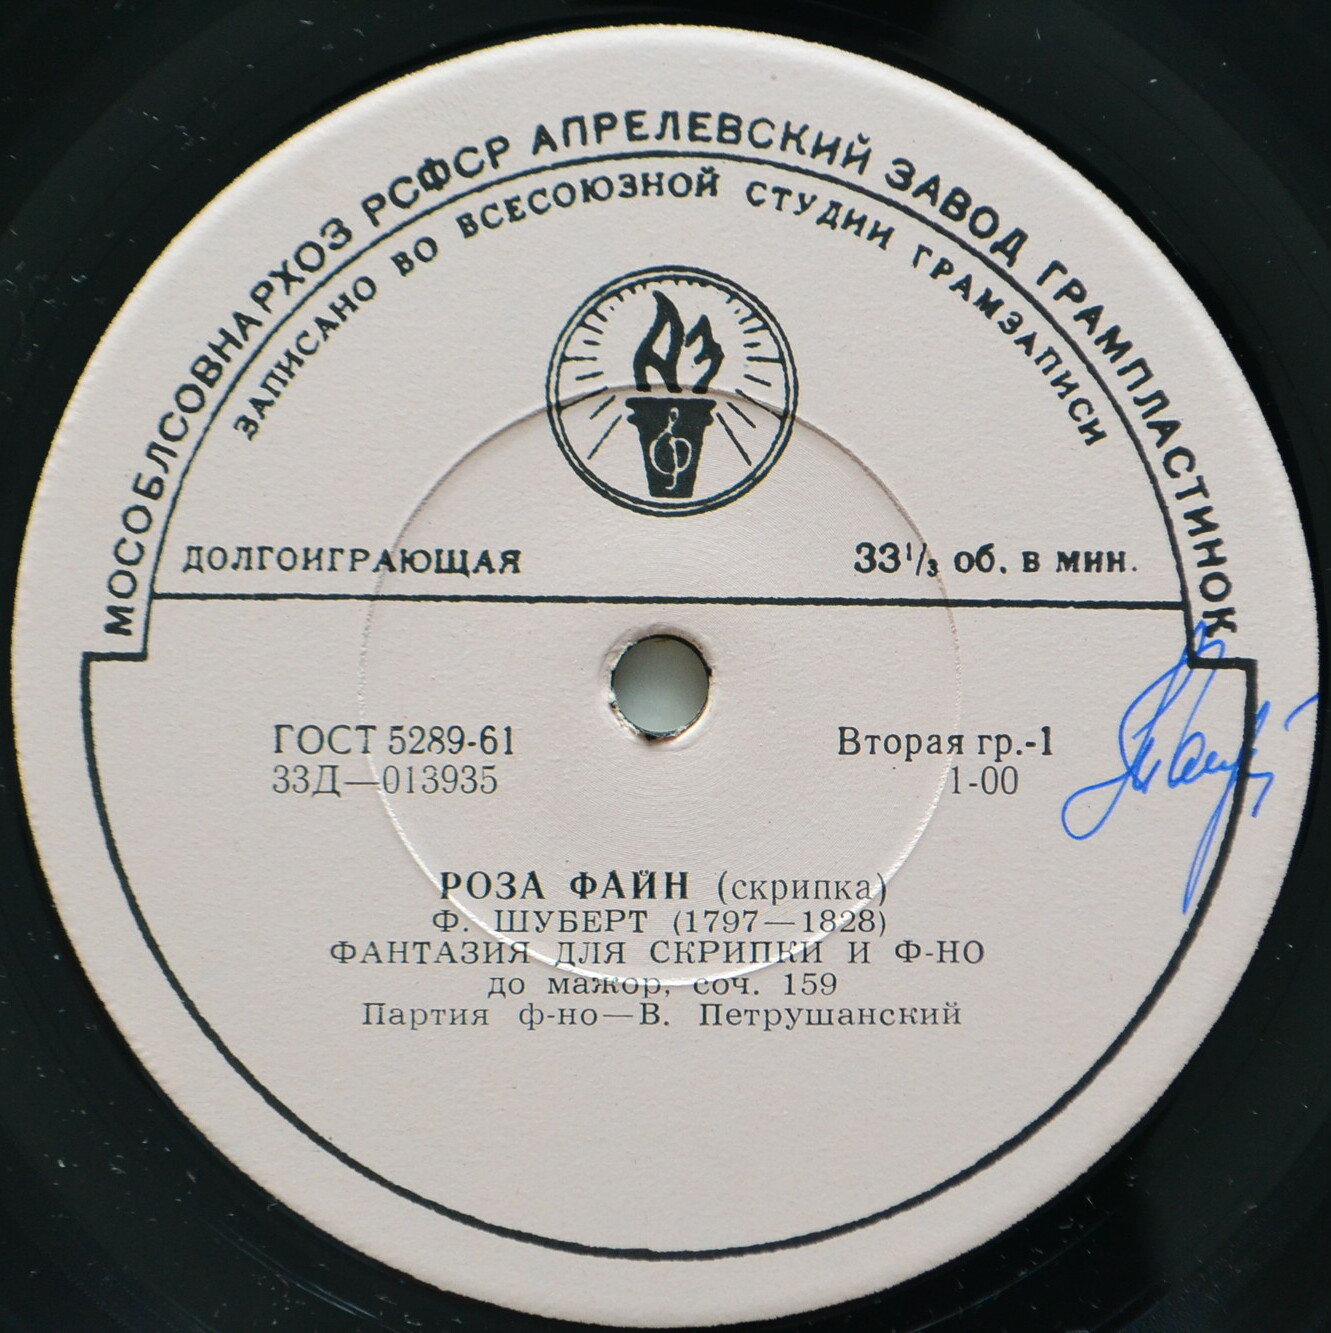 МОСОБЛСОВНАРХОЗ РСФСР АПРЕЛЕВСКИЙ ЗАВОД ГРАМПЛАСТИНОК
ЗАПИСАНО ВО ВСЕСОЮЗНОЙ СТУДИИ ГРАМЗАПИСИ
АЗ
ДОЛГОИГРАЮЩАЯ 33 1/3 об. в мин.
ГОСТ 5289-61 Вторая гр.-1
33Д—013935 1-00
РОЗА ФАЙН (скрипка)
Ф. ШУБЕРТ (1797—1828)
ФАНТАЗИЯ ДЛЯ СКРИПКИ И Ф-НО
до мажор, соч. 159
Партия ф-но—В. Петрушанский